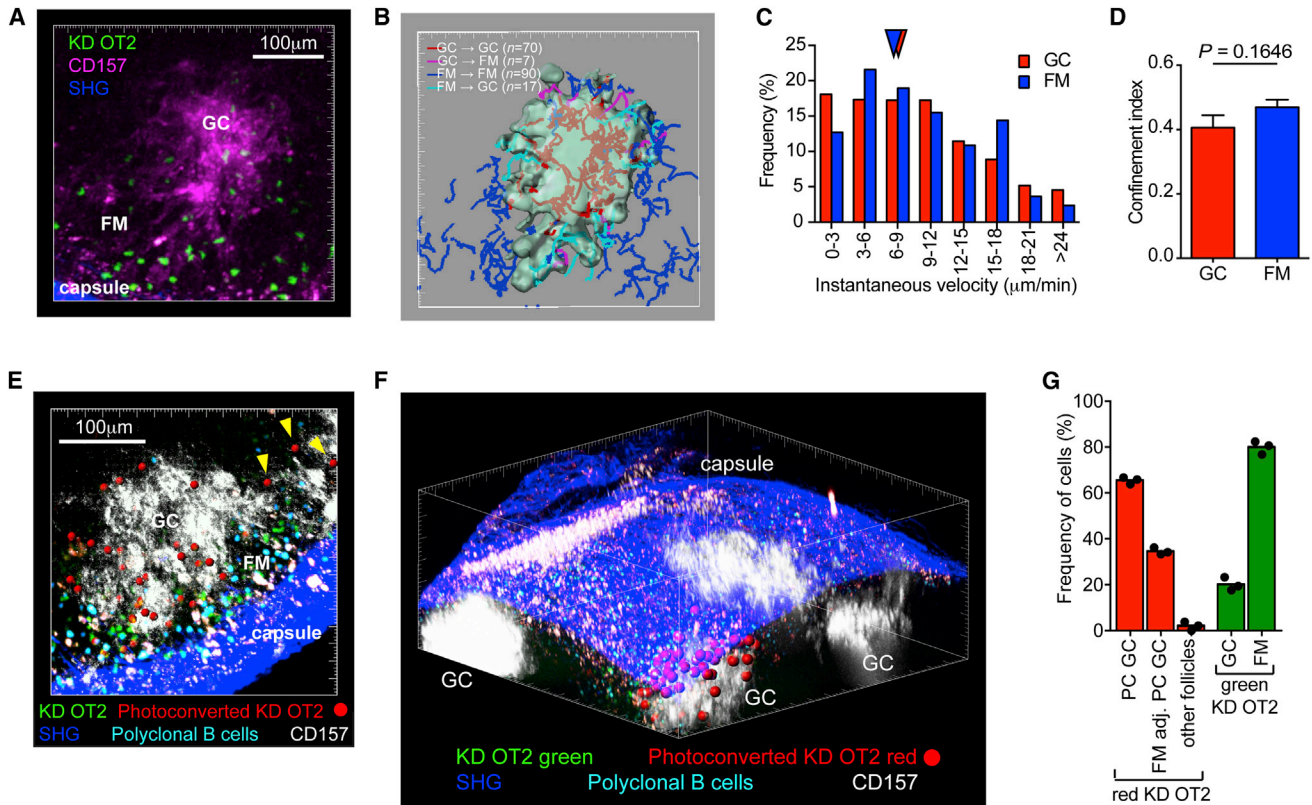 A
KD OT2
CD157
SHG
100μm
GC
FM
capsule
B
GC → GC (n=70)
GC → FM (n=7)
FM → FM (n=90)
FM → GC (n=17)
C
Frequency (%)
25
20
15
10
5
0
GC
FM
0-3
3-6
6-9
9-12
12-15
15-18
18-21
>24
Instantaneous velocity (μm/min)
D
P = 0.1646
Confinement index
0.6
0.4
0.2
0.0
GC
FM
E
100μm
GC
FM
capsule
KD OT2 Photoconverted KD OT2
SHG Polyclonal B cells CD157
F
capsule
GC
GC
GC
KD OT2 green Photoconverted KD OT2 red
SHG Polyclonal B cells CD157
G
Frequency of cells (%)
100
80
60
40
20
0
PC GC
FM adj. PC GC
other follicles
GC
FM
green
KD OT2
red KD OT2